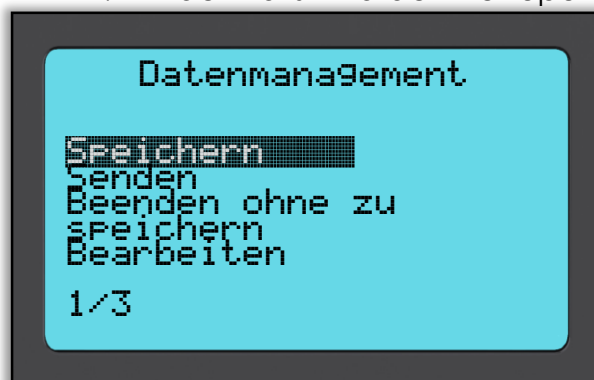 Datenmanagement
Speichern
Senden
Beenden ohne zu
speichern
Bearbeiten
1/3